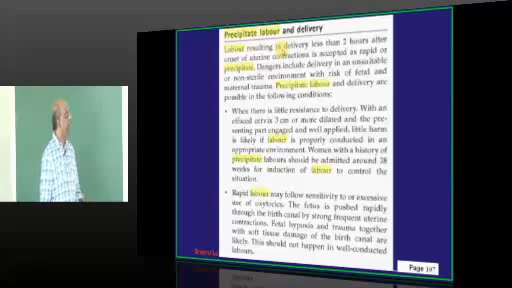 Precipitate labour and delivery
Labour resulting in delivery less than 2 hours after
onset of uterine contractions is accepted as rapid or
precipitate. Dangers include delivery in an unsuitable
or non-sterile environment with risk of fetal and
maternal trauma. Precipitate labour and delivery are
possible in the following conditions:
• When there is little resistance to delivery. With an
effaced cervix 3 cm or more dilated and the pre-
senting part engaged and well applied, little harm
is likely if labour is properly conducted in an
appropriate environment. Women with a history of
precipitate labours should be admitted around 38
weeks for induction of labour to control the
situation.
• Rapid labour may follow sensitivity to or excessive
use of oxytocics. The fetus is pushed rapidly
through the birth canal by strong frequent uterine
contractions. Fetal hypoxia and trauma together
with soft tissue damage of the birth canal are
likely. This should not happen in well-conducted
labours.
Page 197